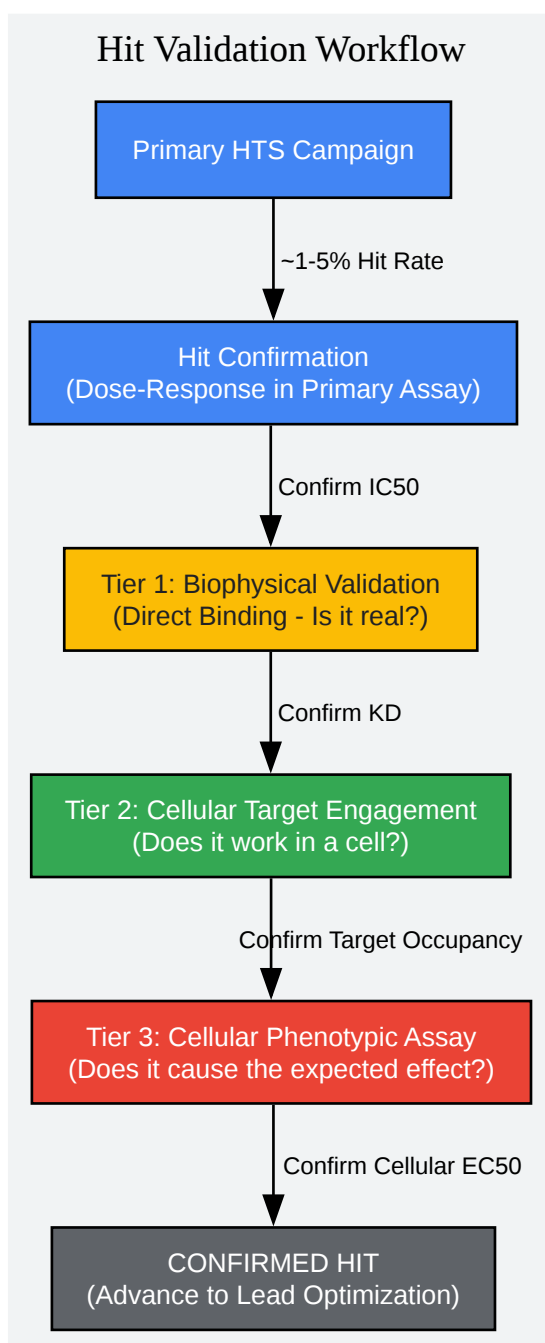 Hit Validation Workflow
Primary HTS Campaign
~1-5% Hit Rate
Hit Confirmation
(Dose-Response in Primary Assay)
Confirm IC50
Tier 1: Biophysical Validation
(Direct Binding - Is it real?)
Confirm KD
Tier 2: Cellular Target Engagement
(Does it work in a cell?)
Confirm Target Occupancy
Tier 3: Cellular Phenotypic Assay
(Does it cause the expected effect?)
Confirm Cellular EC50
CONFIRMED HIT
(Advance to Lead Optimization)